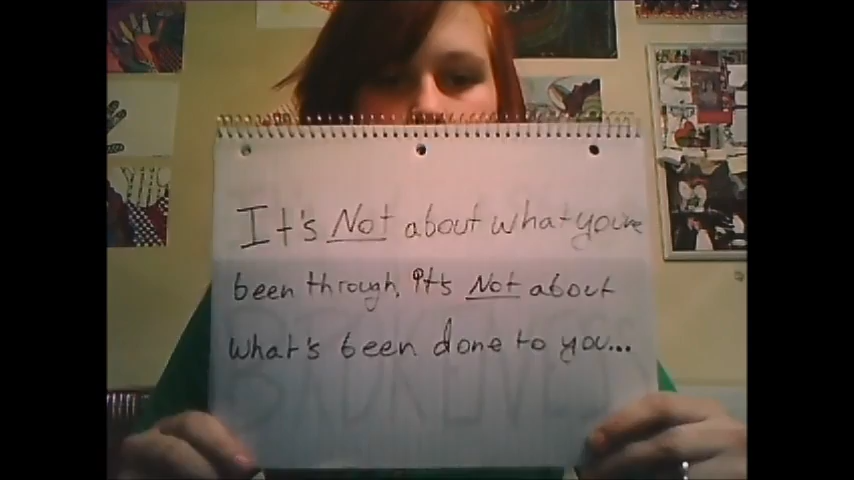 It's Not about what you've
been through, it's Not about
what's been done to you...